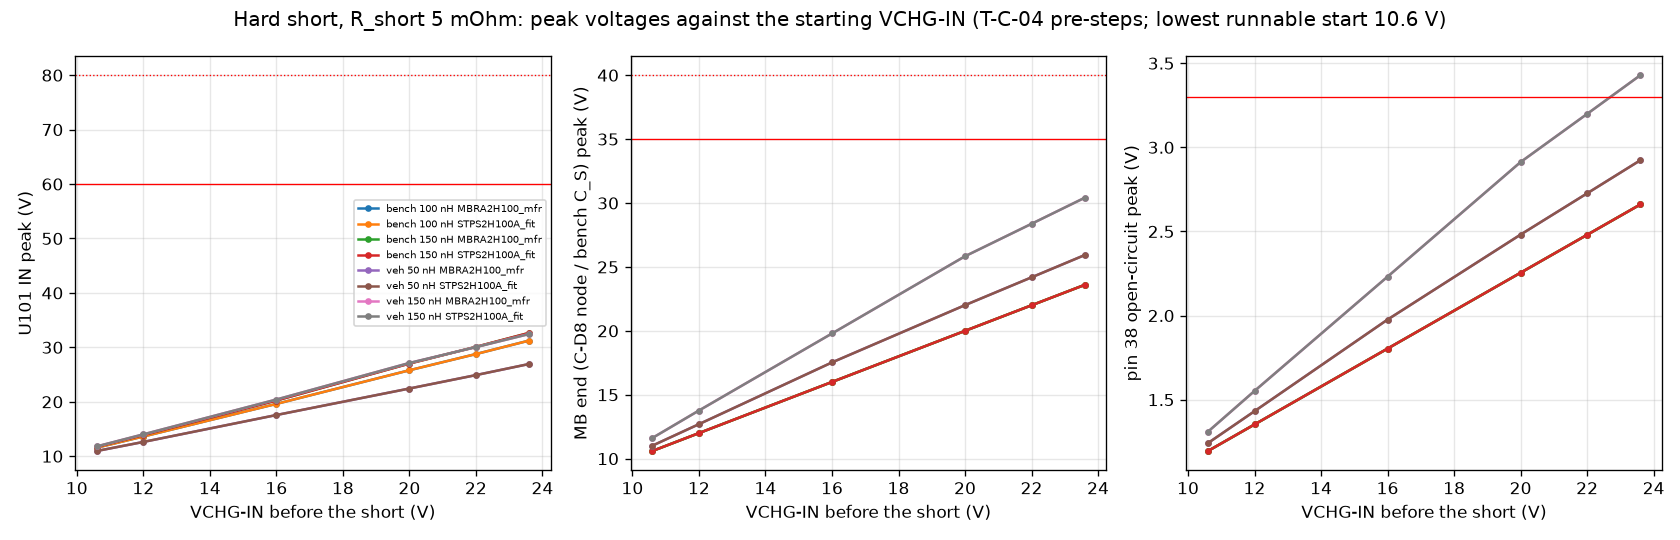 Hard short, R_short 5 mOhm: peak voltages against the starting VCHG-IN (T-C-04 pre-steps; lowest runnable start 10.6 V)
U101 IN peak (V)
80
70
60
50
40
30
20
10
bench 100 nH MBRA2H100_mfr
bench 100 nH STPS2H100A_fit
bench 150 nH MBRA2H100_mfr
bench 150 nH STPS2H100A_fit
veh 50 nH MBRA2H100_mfr
veh 50 nH STPS2H100A_fit
veh 150 nH MBRA2H100_mfr
veh 150 nH STPS2H100A_fit
10 12 14 16 18 20 22 24
VCHG-IN before the short (V)
MB end (C-D8 node / bench C_S) peak (V)
40
35
30
25
20
15
10
10 12 14 16 18 20 22 24
VCHG-IN before the short (V)
pin 38 open-circuit peak (V)
3.5
3.0
2.5
2.0
1.5
10 12 14 16 18 20 22 24
VCHG-IN before the short (V)